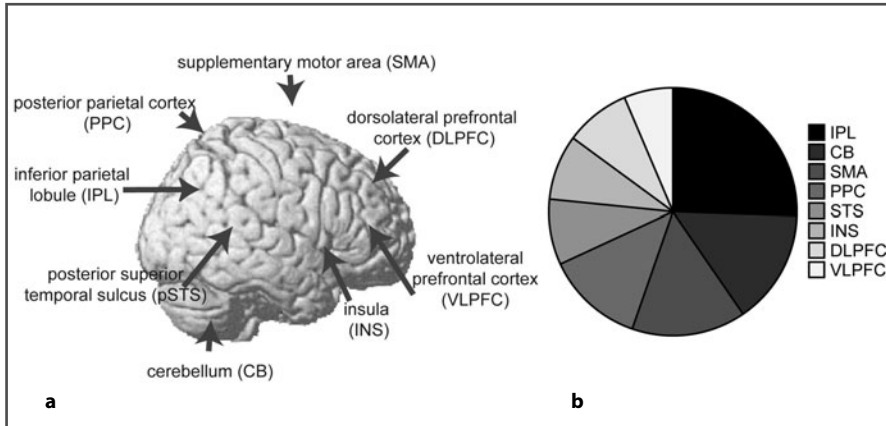 supplementary motor area (SMA)
posterior parietal cortex
(PPC)
dorsolateral prefrontal
cortex (DLPFC)
inferior parietal
lobule (IPL)
posterior superior
temporal sulcus (pSTS)
ventrolateral
prefrontal cortex
(VLPFC)
insula
(INS)
cerebellum (CB)
a
IPL
CB
SMA
PPC
STS
INS
DLPFC
VLPFC
b